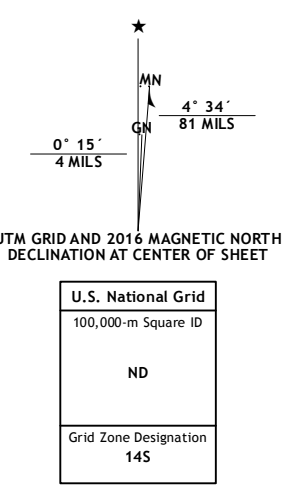 ★
MN
GN
4° 34´
81 MILS
0° 15´
4 MILS
UTM GRID AND 2016 MAGNETIC NORTH
DECLINATION AT CENTER OF SHEET
U.S. National Grid
100,000-m Square ID
ND
Grid Zone Designation
14S